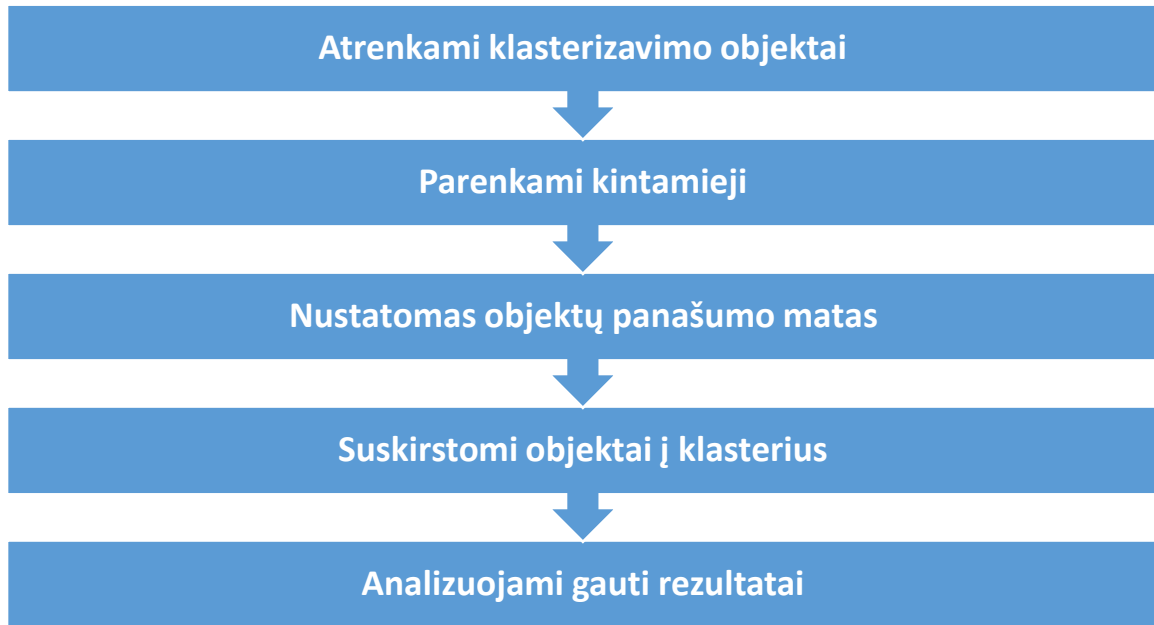 Atrenkami klasterizavimo objektai
Parenkami kintamieji
Nustatomas objektų panašumo matas
Suskirstomi objektai į klasterius
Analizuojami gauti rezultatai